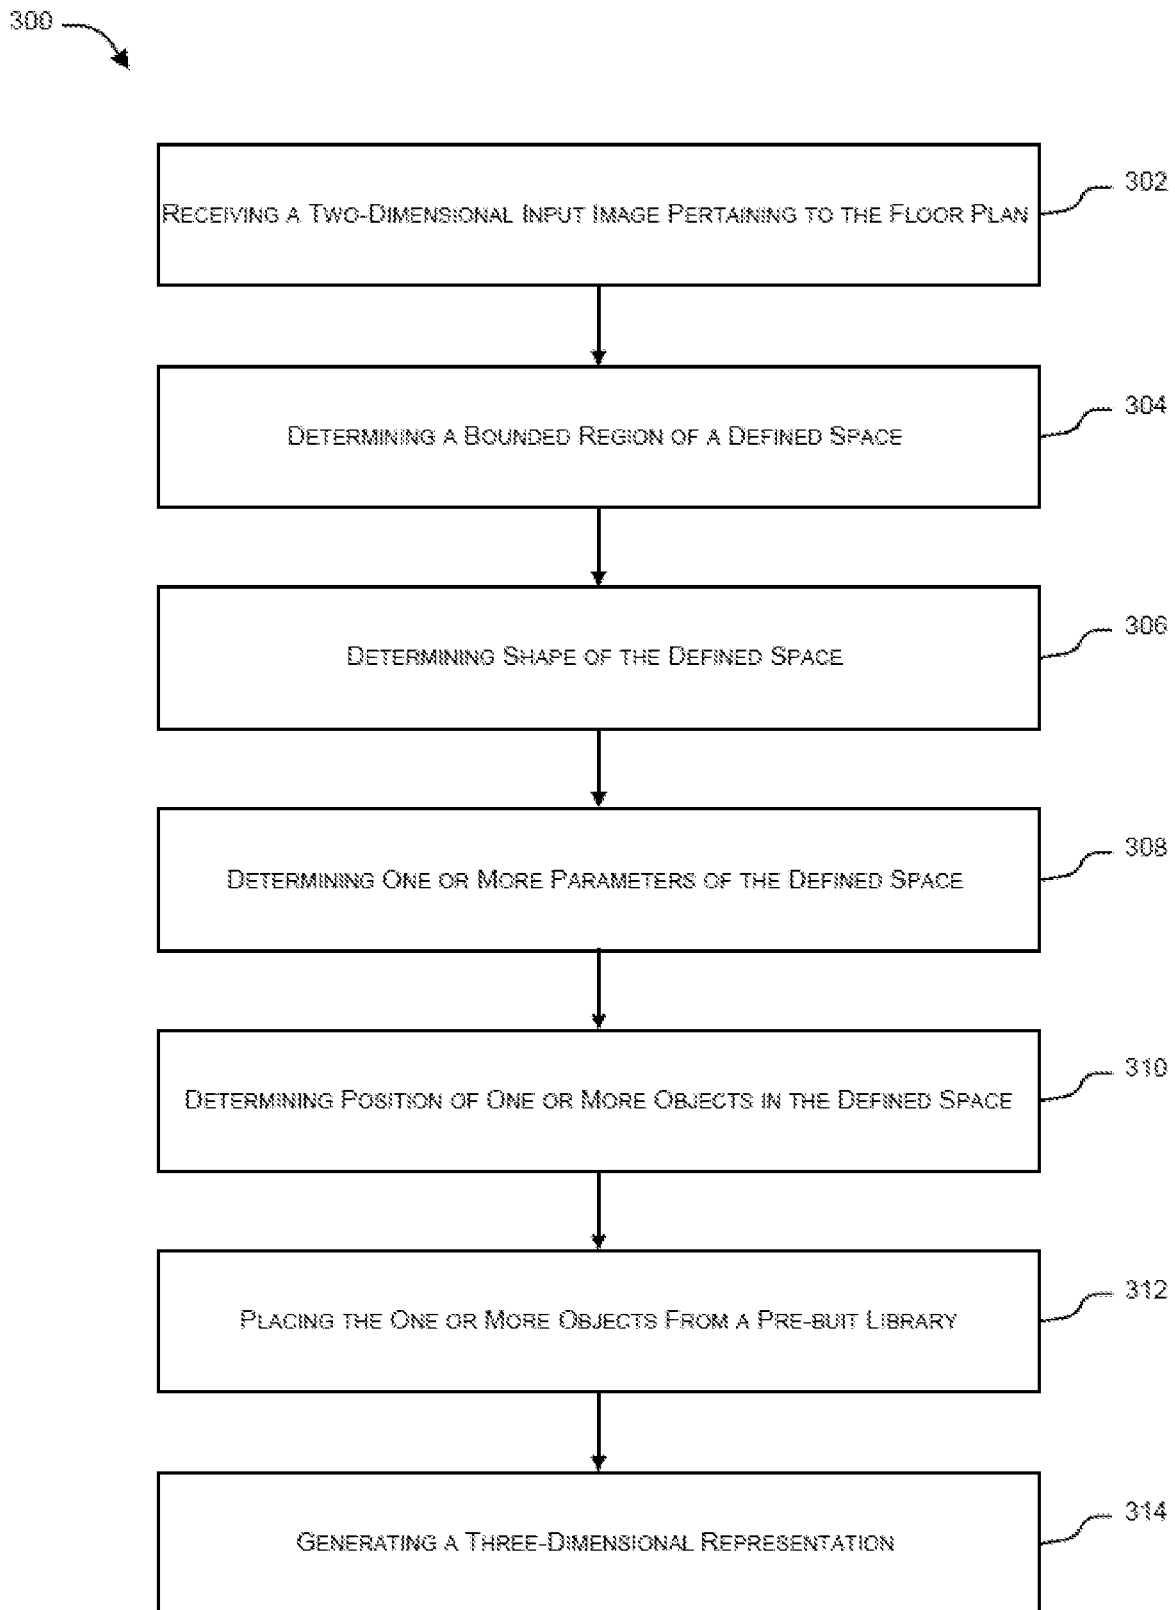 300
302
RECEIVING A TWO-DIMENSIONAL INPUT IMAGE PERTAINING TO THE FLOOR PLAN
304
DETERMINING A BOUNDED REGION OF A DEFINED SPACE
306
DETERMINING SHAPE OF THE DEFINED SPACE
308
DETERMINING ONE OR MORE PARAMETERS OF THE DEFINED SPACE
310
DETERMINING POSITION OF ONE OR MORE OBJECTS IN THE DEFINED SPACE
312
PLACING THE ONE OR MORE OBJECTS FROM A PRE-BUIT LIBRARY
314
GENERATING A THREE-DIMENSIONAL REPRESENTATION